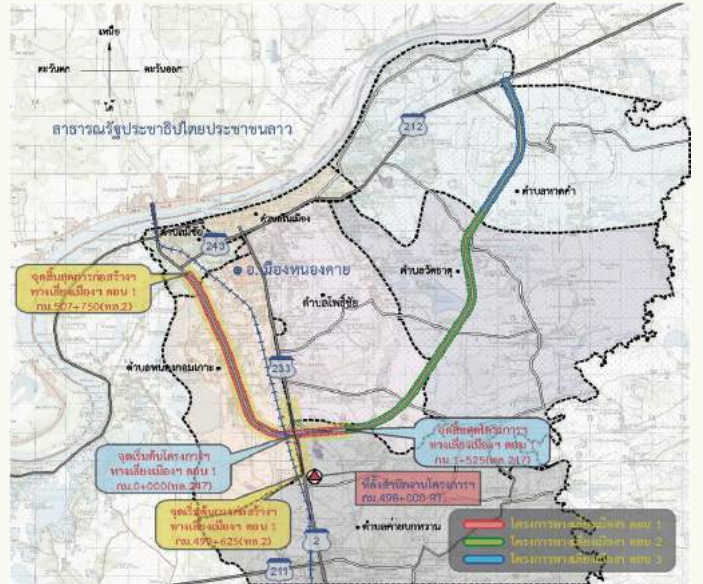 เหนือ
ตะวันตก
ตะวันออก
ใต้
สาธารณรัฐประชาธิปไตยประชาชนลาว
212
ตำบลหาดคำ
ตำบลในเมือง
ตำบลมีชัย
243
อ.เมืองหนองคาย
ตำบลวัดธาตุ
ตำบลโพธิ์ชัย
จุดสิ้นสุดการก่อสร้างฯ
ทางเลี่ยงเมืองฯ ตอน 1
กม.507+750(ทล.2)
ตำบลหนองกอมเกาะ
233
จุดเริ่มต้นโครงการฯ
ทางเลี่ยงเมืองฯ ตอน 1
กม.0+000(ทล.247)
จุดสิ้นสุดโครงการฯ
ทางเลี่ยงเมืองฯ ตอน 1
กม.1+525(ทล.247)
ที่ตั้งสำนักงานโครงการฯ
กม.498+000 RT.
จุดเริ่มต้นการก่อสร้างฯ
ทางเลี่ยงเมืองฯ ตอน 1
กม.499+625(ทล.2)
2
ตำบลค่ายบกหวาน
211
โครงการทางเลี่ยงเมืองฯ ตอน 1
โครงการทางเลี่ยงเมืองฯ ตอน 2
โครงการทางเลี่ยงเมืองฯ ตอน 3